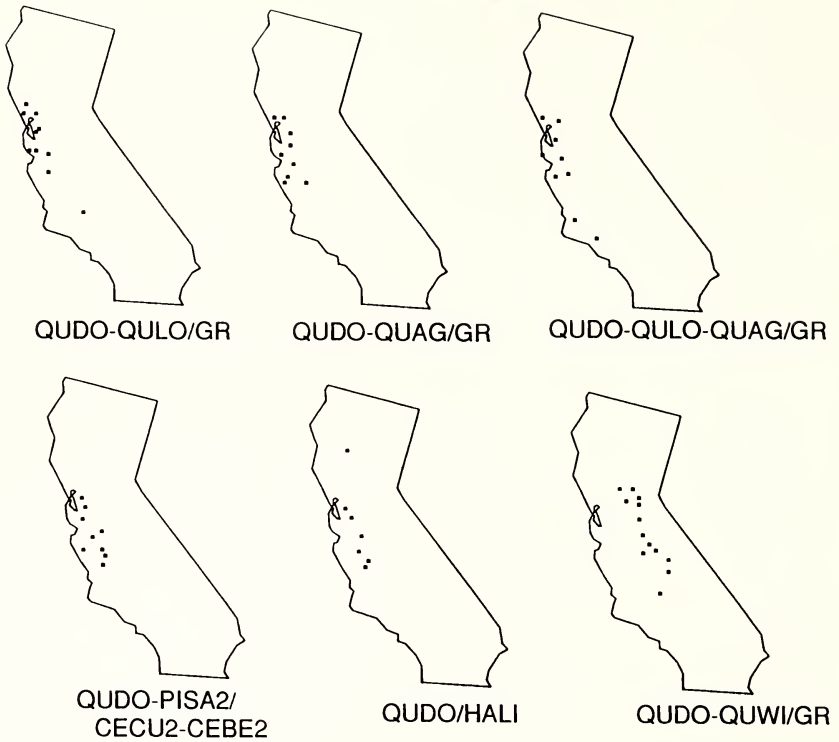 QUDO-QULO/GR
QUDO-QUAG/GR
QUDO-QULO-QUAG/GR
QUDO-PISA2/
CECU2-CEBE2
QUDO/HALI
QUDO-QUWI/GR